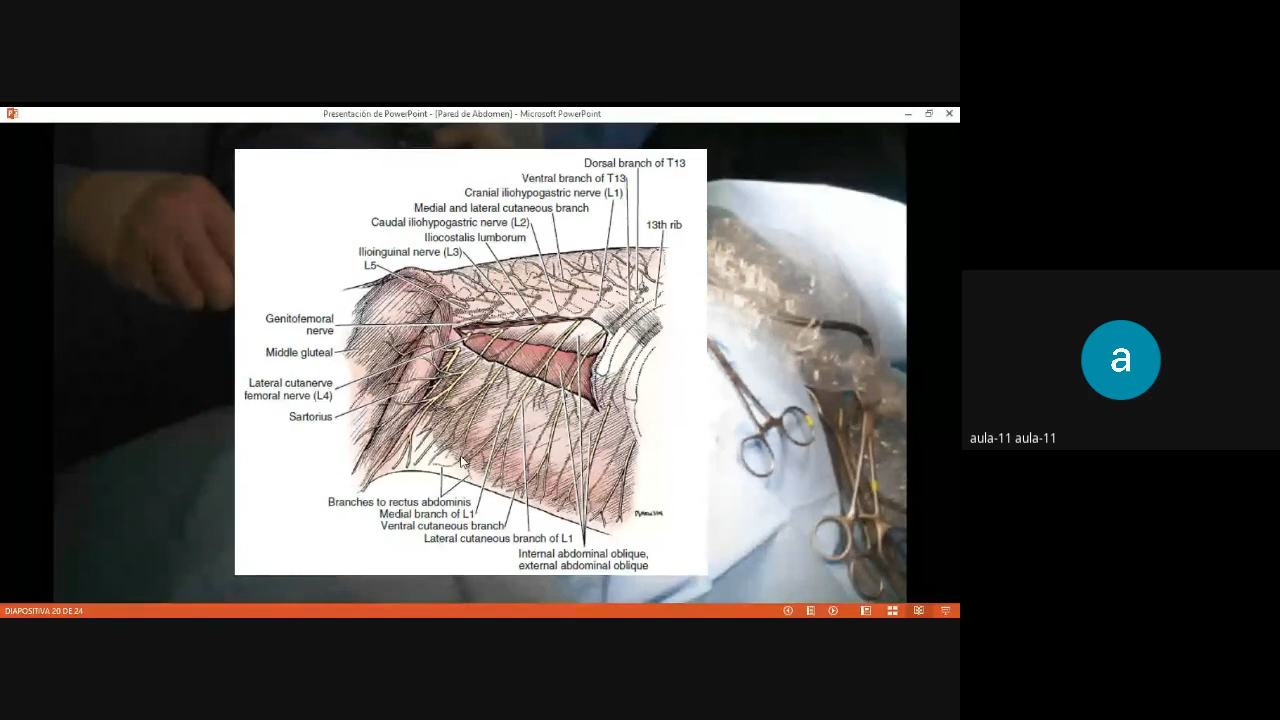 Presentación de PowerPoint - [Pared de Abdomen] - Microsoft PowerPoint
Dorsal branch of T13
Ventral branch of T13
Cranial iliohypogastric nerve (L1)
Medial and lateral cutaneous branch
Caudal iliohypogastric nerve (L2)
13th rib
Iliocostalis lumborum
Ilioinguinal nerve (L3)
L5
Genitofemoral
nerve
Middle gluteal
Lateral cutanerve
femoral nerve (L4)
Sartorius
Branches to rectus abdominis
Medial branch of L1
Ventral cutaneous branch
Lateral cutaneous branch of L1
Internal abdominal oblique,
external abdominal oblique
a
aula-11 aula-11
DIAPOSITIVA 20 DE 24